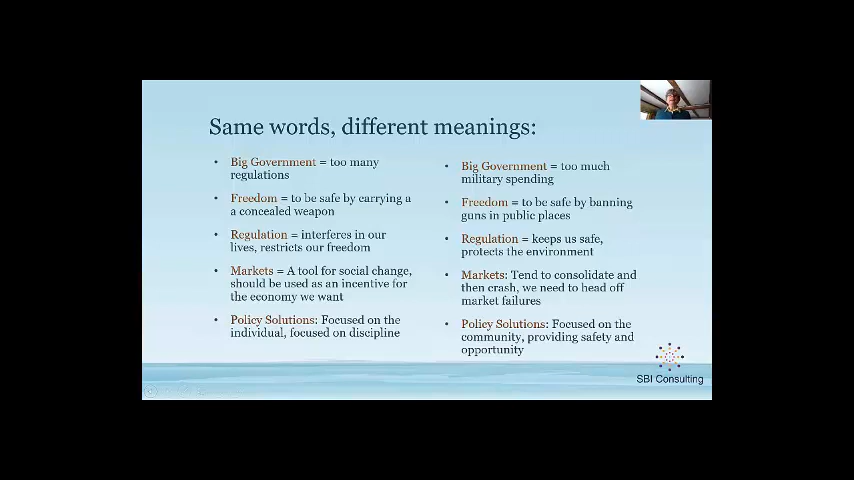 Same words, different meanings:
• Big Government = too many
regulations
• Freedom = to be safe by carrying a
a concealed weapon
• Regulation = interferes in our
lives, restricts our freedom
• Markets = A tool for social change,
should be used as an incentive for
the economy we want
• Policy Solutions: Focused on the
individual, focused on discipline
• Big Government = too much
military spending
• Freedom = to be safe by banning
guns in public places
• Regulation = keeps us safe,
protects the environment
• Markets: Tend to consolidate and
then crash, we need to head off
market failures
• Policy Solutions: Focused on the
community, providing safety and
opportunity
SBI Consulting